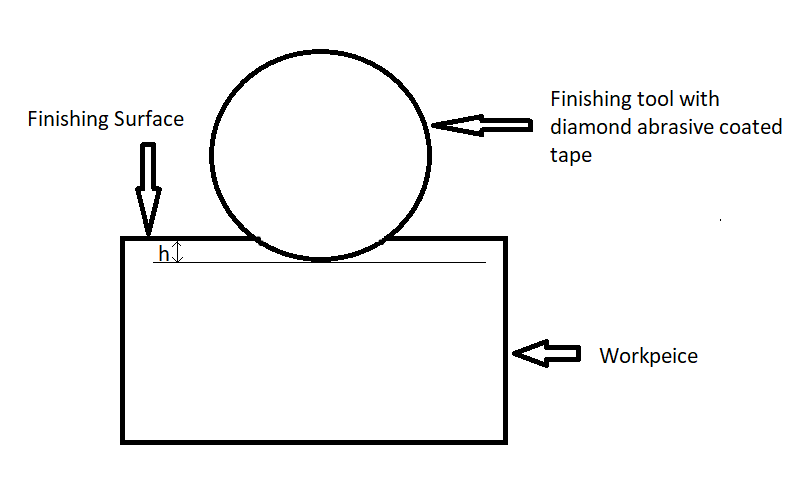 Finishing Surface
Finishing tool with
diamond abrasive coated
tape
h
Workpeice